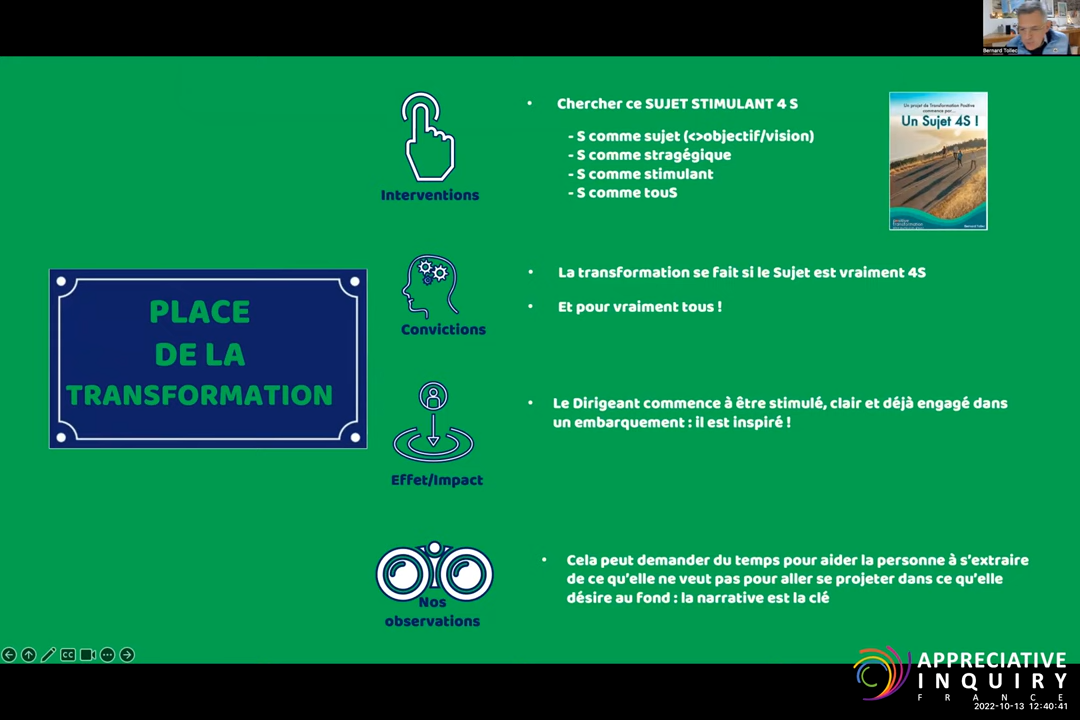 Bernard Tollec
Chercher ce SUJET STIMULANT 4 S
- S comme sujet (<>objectif/vision)
- S comme stragégique
- S comme stimulant
- S comme touS
Interventions
Un projet de Transformation Positive
commence par...
Un Sujet 4S !
Bernard Tollec
La transformation se fait si le Sujet est vraiment 4S
Et pour vraiment tous !
Convictions
PLACE
DE LA
TRANSFORMATION
Le Dirigeant commence à être stimulé, clair et déjà engagé dans
un embarquement : il est inspiré !
Effet/Impact
Cela peut demander du temps pour aider la personne à s’extraire
de ce qu’elle ne veut pas pour aller se projeter dans ce qu’elle
désire au fond : la narrative est la clé
Nos
observations
CC
APPRECIATIVE
INQUIRY
FRANCE
2022-10-13 12:40:41